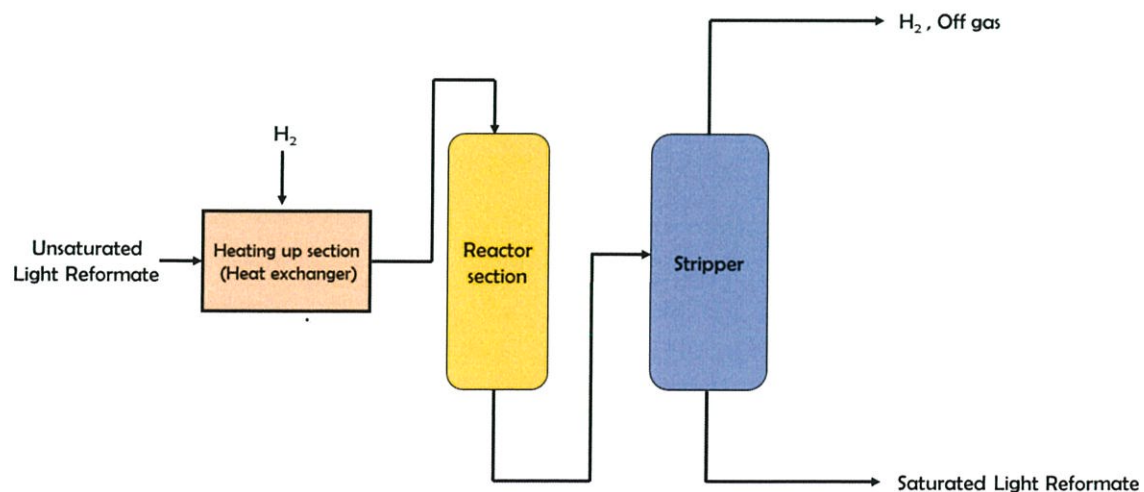 H₂ , Off gas
H₂
Unsaturated
Light Reformate
Heating up section
(Heat exchanger)
Reactor
section
Stripper
Saturated Light Reformate